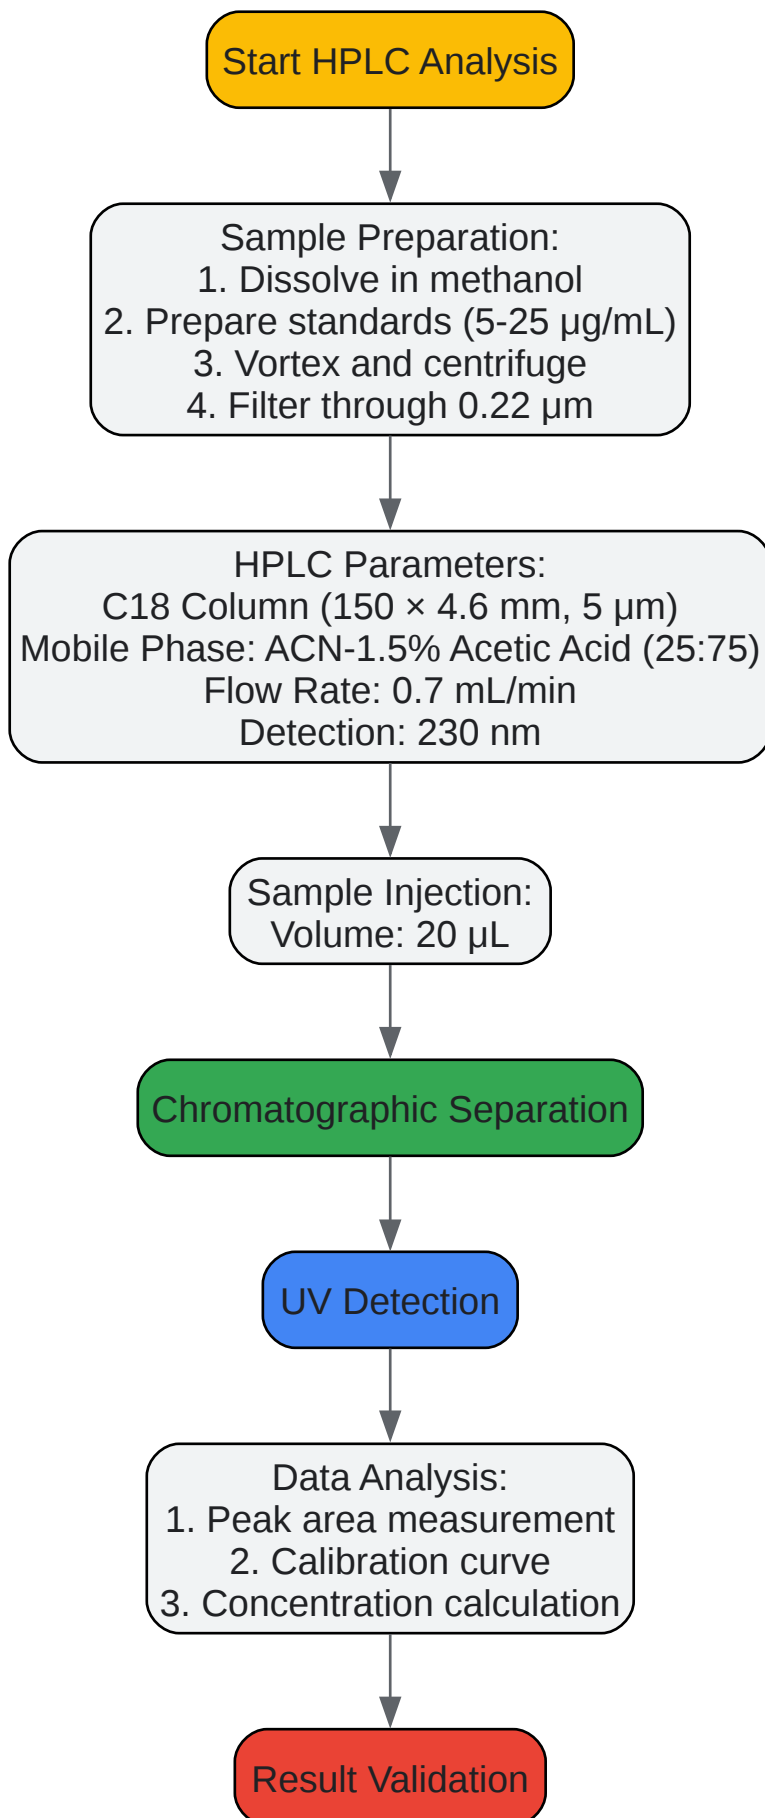 Start HPLC Analysis
Sample Preparation:
1. Dissolve in methanol
2. Prepare standards (5-25 μg/mL)
3. Vortex and centrifuge
4. Filter through 0.22 μm
HPLC Parameters:
C18 Column (150 × 4.6 mm, 5 μm)
Mobile Phase: ACN-1.5% Acetic Acid (25:75)
Flow Rate: 0.7 mL/min
Detection: 230 nm
Sample Injection:
Volume: 20 μL
Chromatographic Separation
UV Detection
Data Analysis:
1. Peak area measurement
2. Calibration curve
3. Concentration calculation
Result Validation